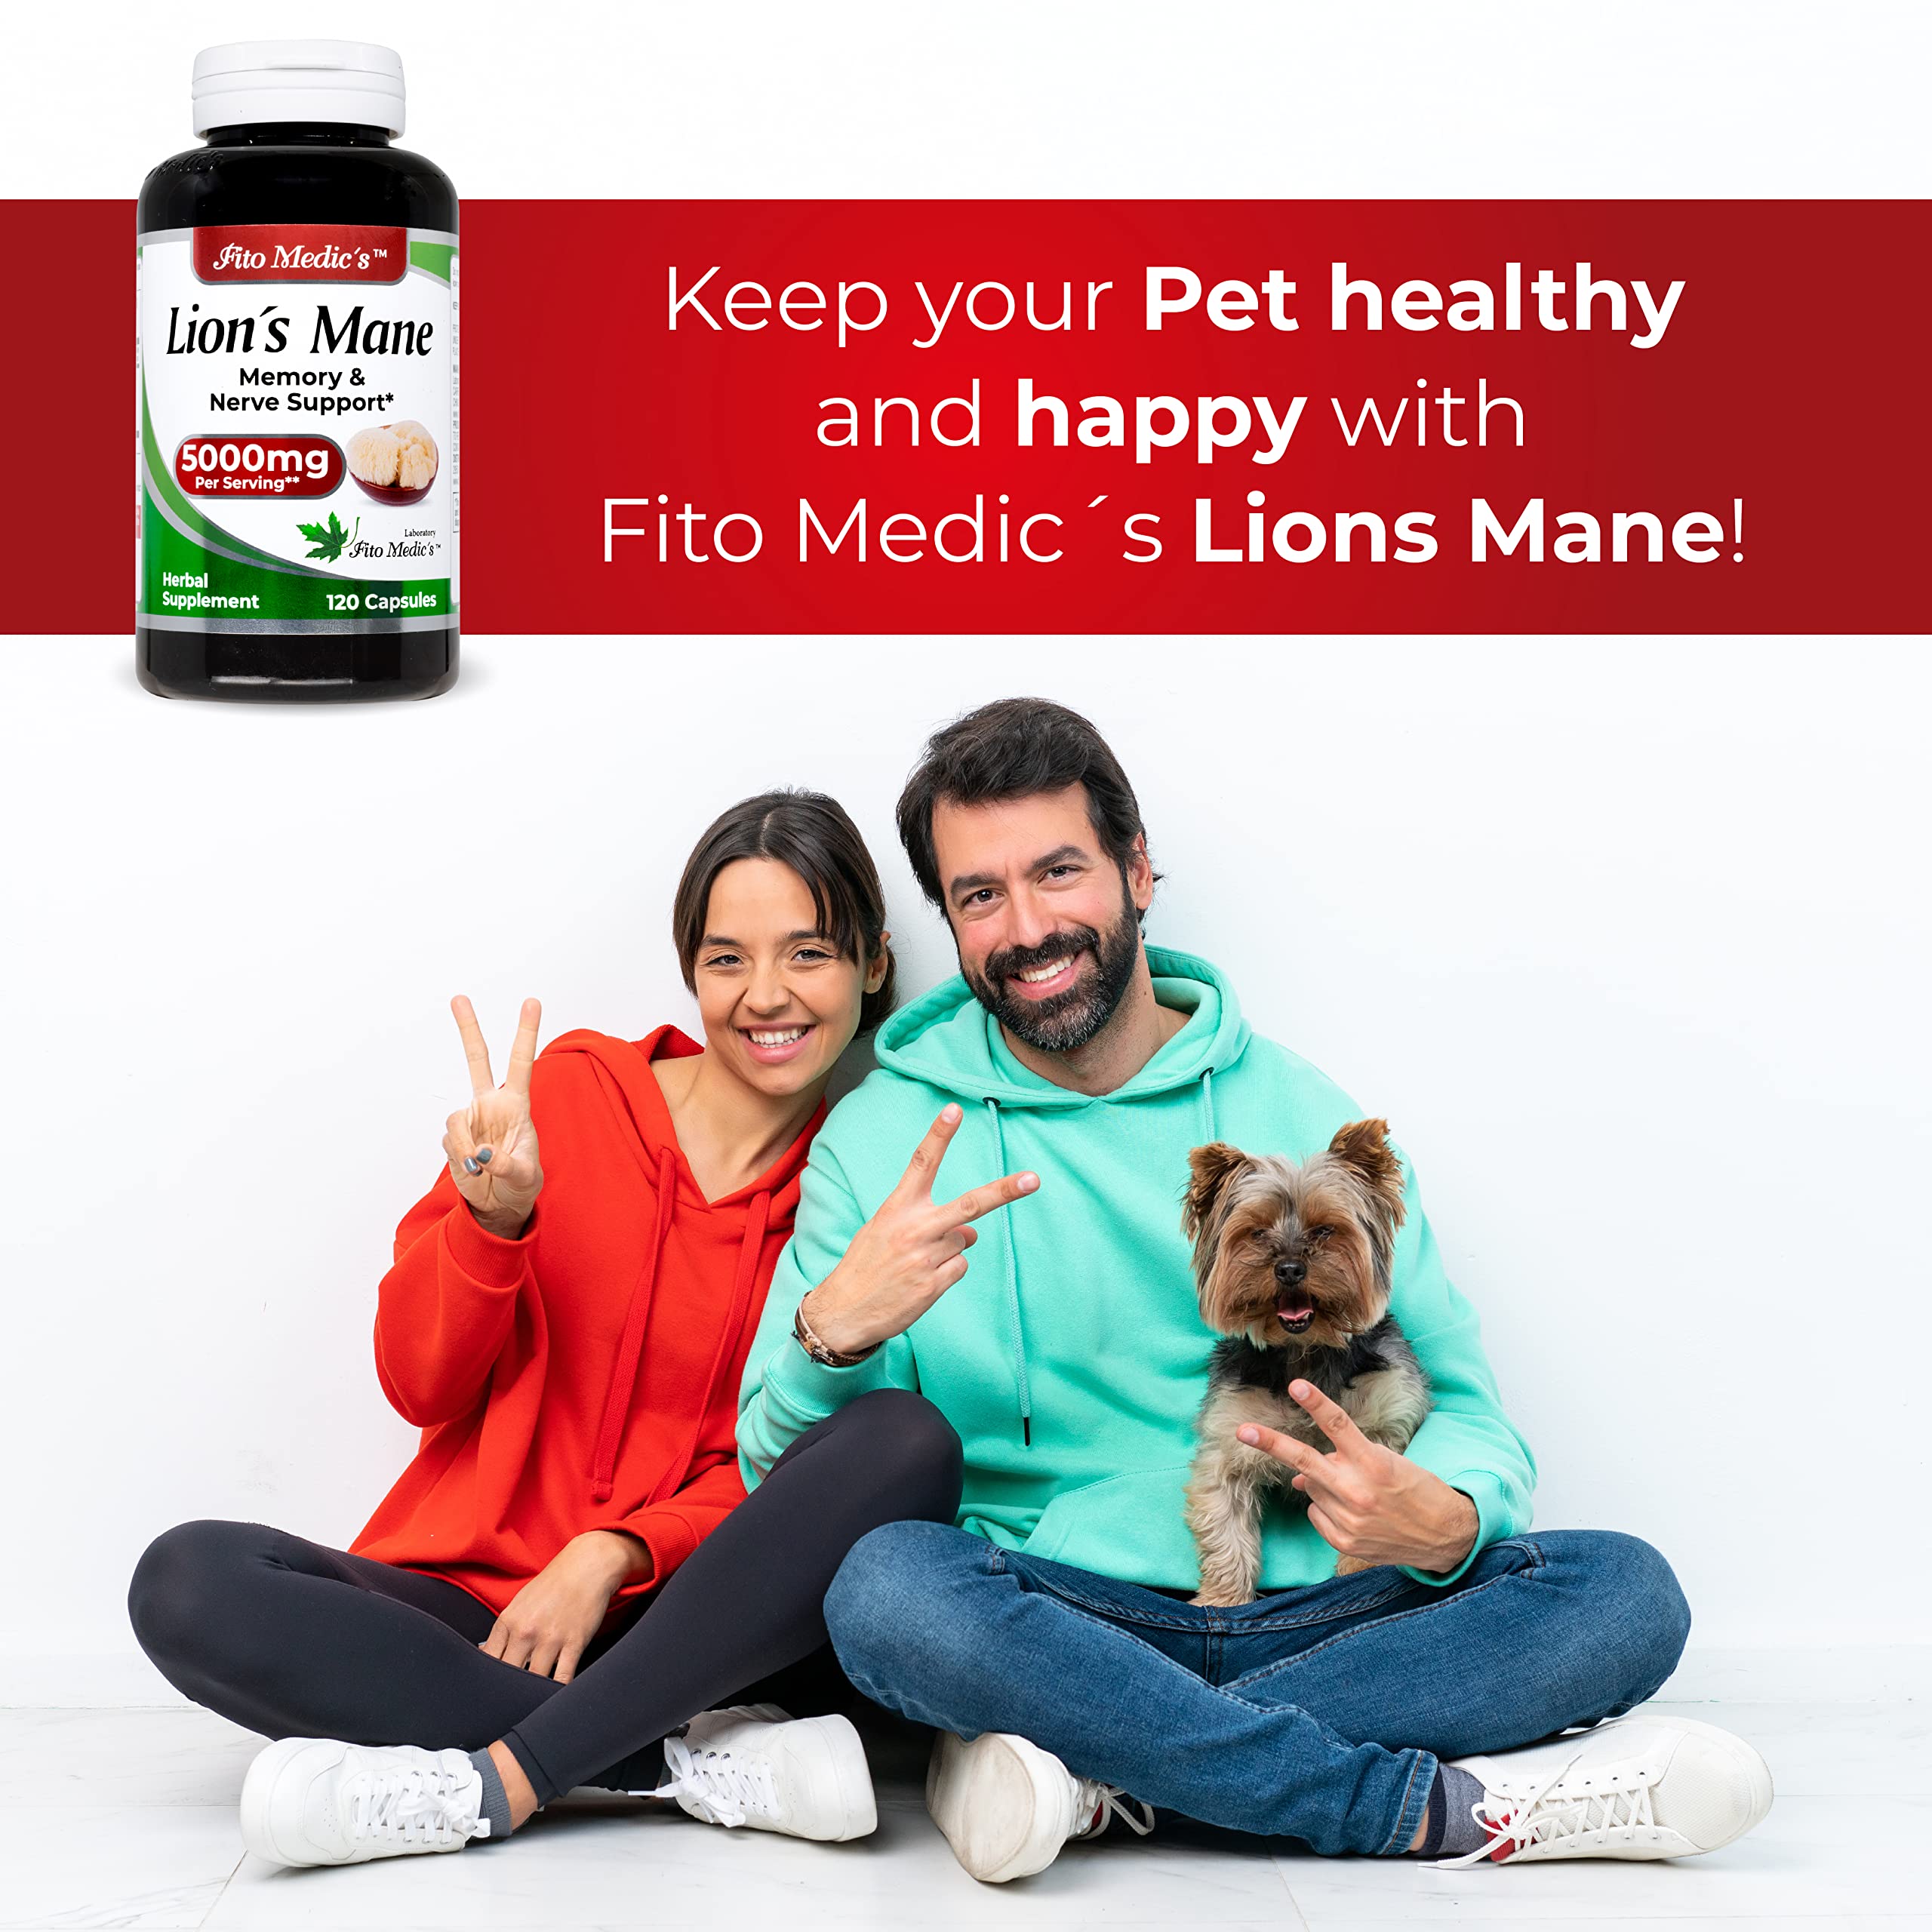 Fito Medic´s™
Lion´s Mane
Memory &
Nerve Support*
5000mg
Per Serving**
Laboratory
Fito Medic´s™
Herbal
Supplement
120 Capsules
Keep your Pet healthy
and happy with
Fito Medic´s Lions Mane!